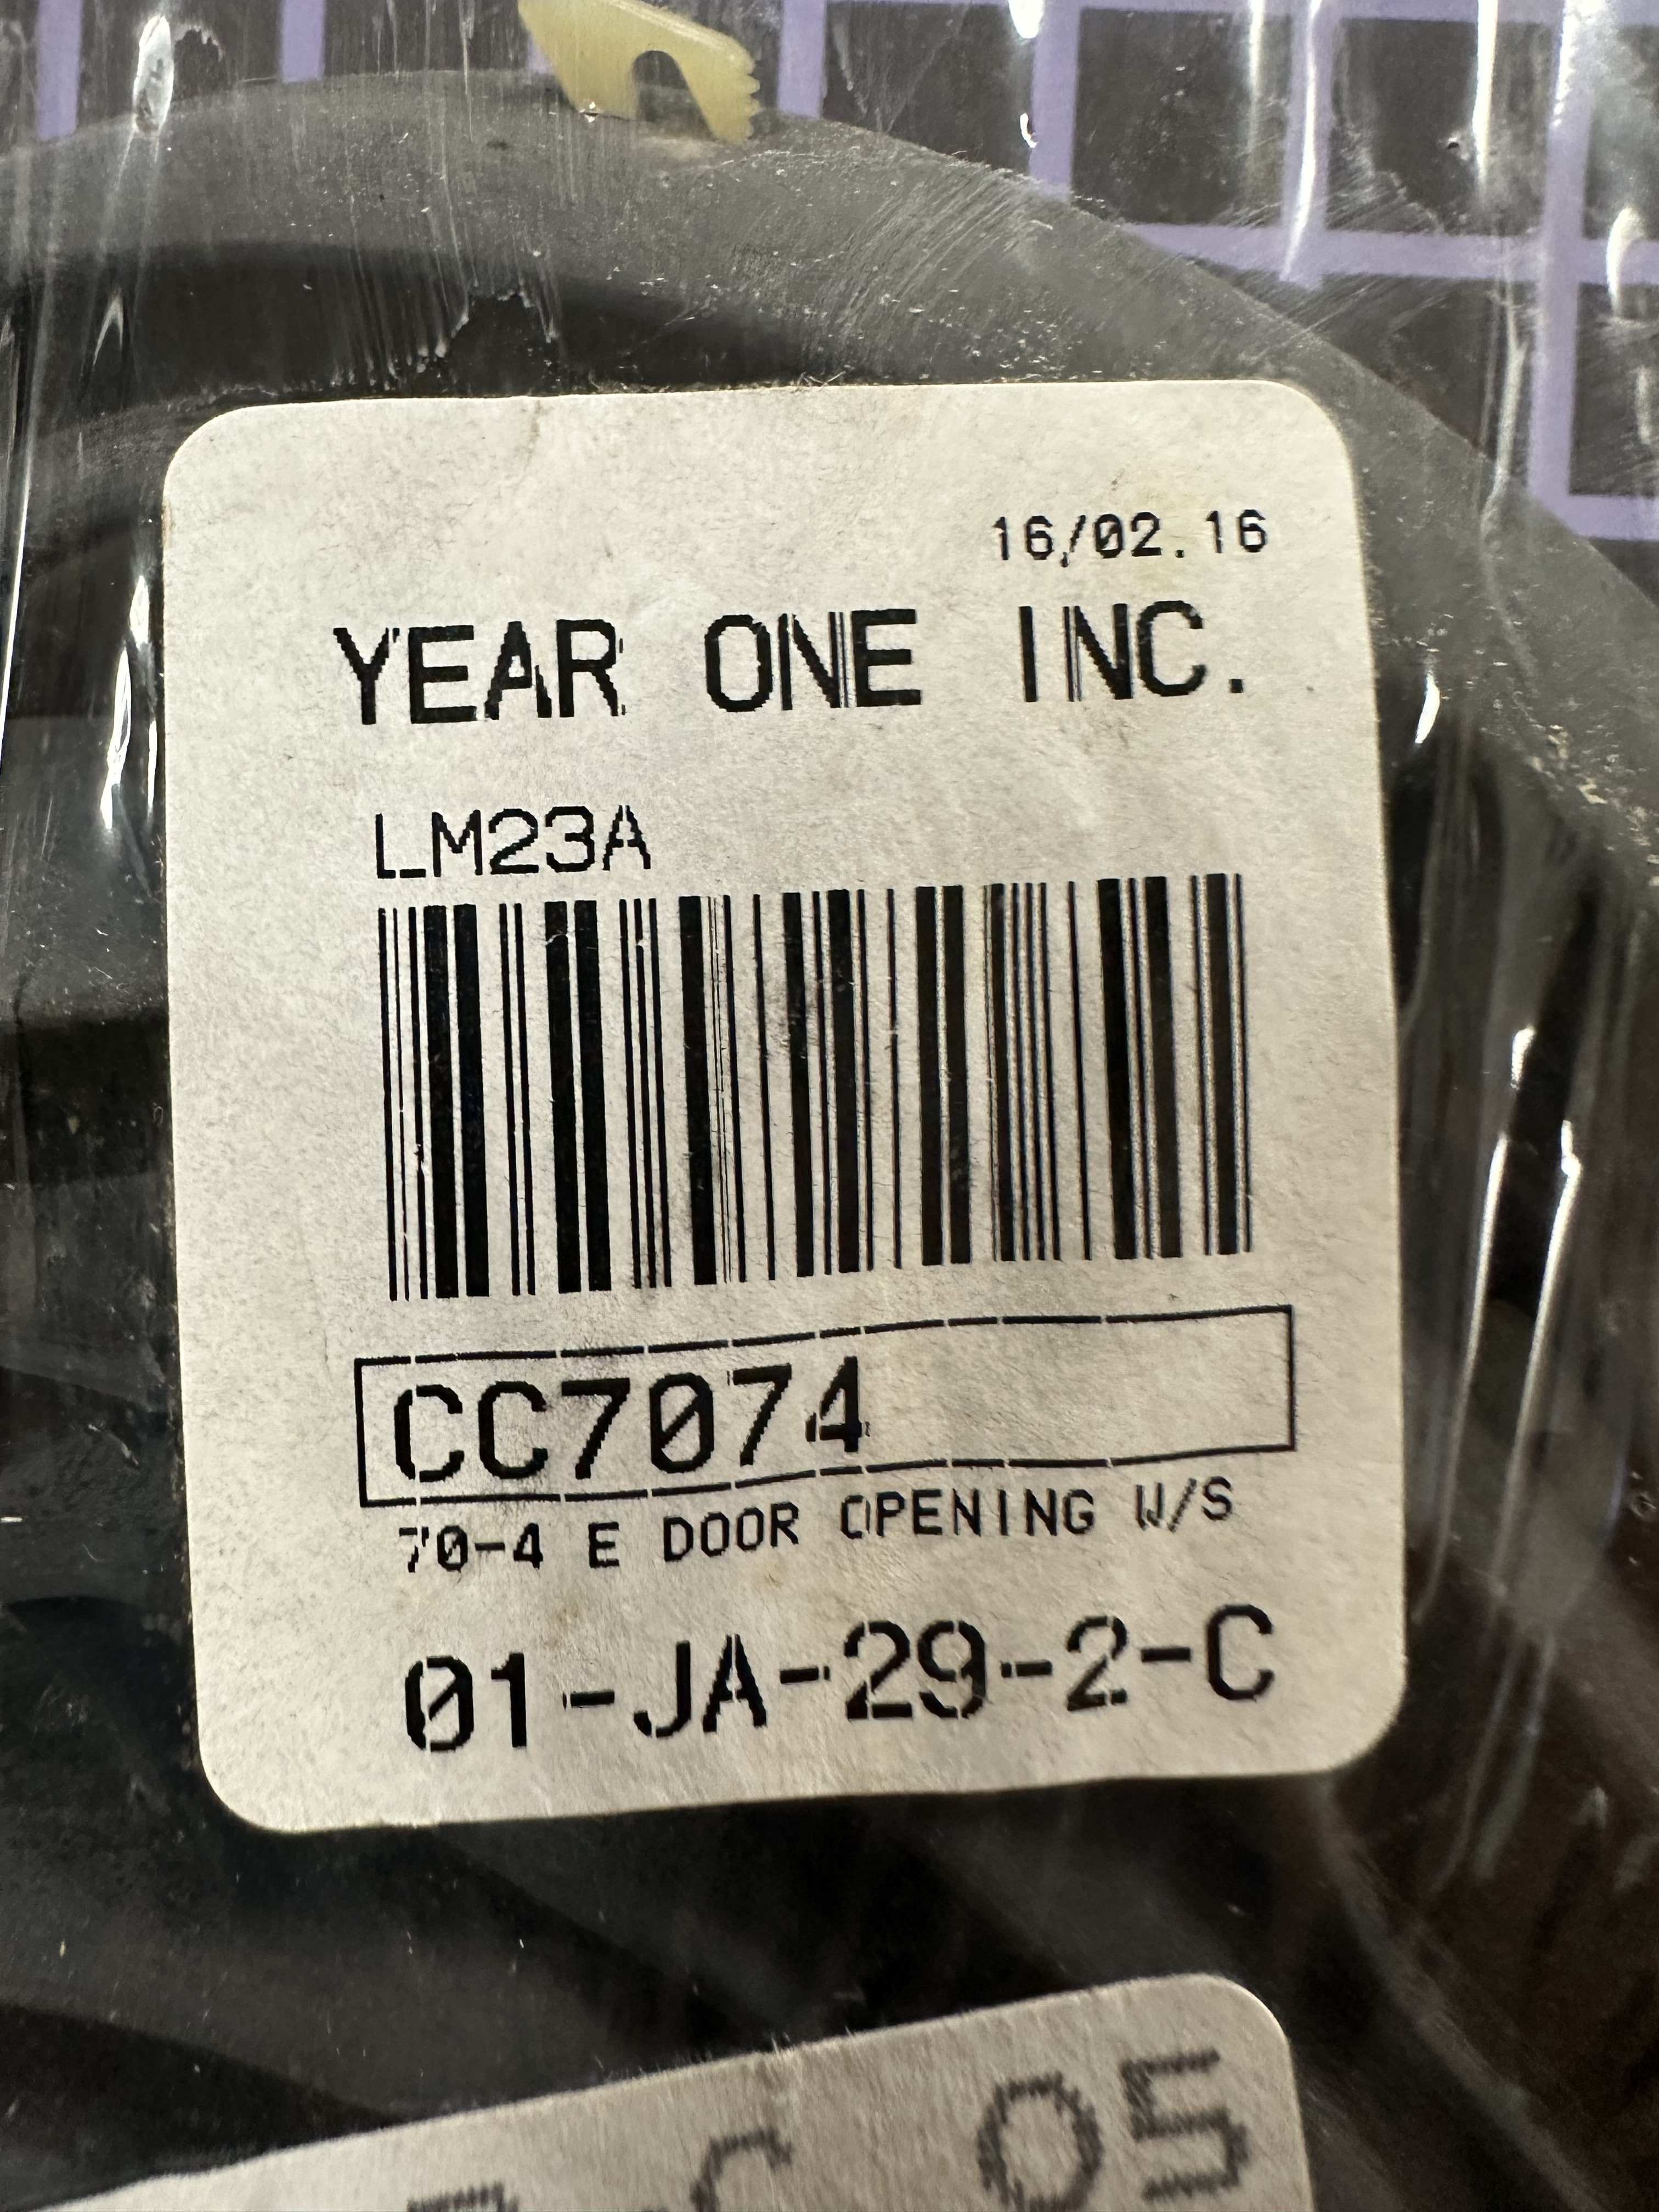 16/02.16
YEAR ONE INC.
LM23A
CC7074
70-4 E DOOR OPENING W/S
01-JA-29-2-C
05